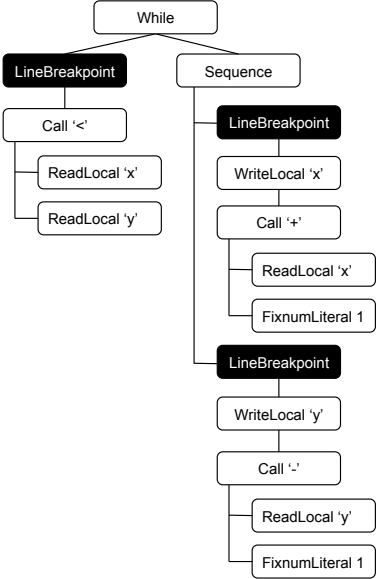 While
LineBreakpoint
Sequence
Call ‘<’
ReadLocal ‘x’
ReadLocal ‘y’
LineBreakpoint
WriteLocal ‘x’
Call ‘+’
ReadLocal ‘x’
FixnumLiteral 1
LineBreakpoint
WriteLocal ‘y’
Call ‘-’
ReadLocal ‘y’
FixnumLiteral 1